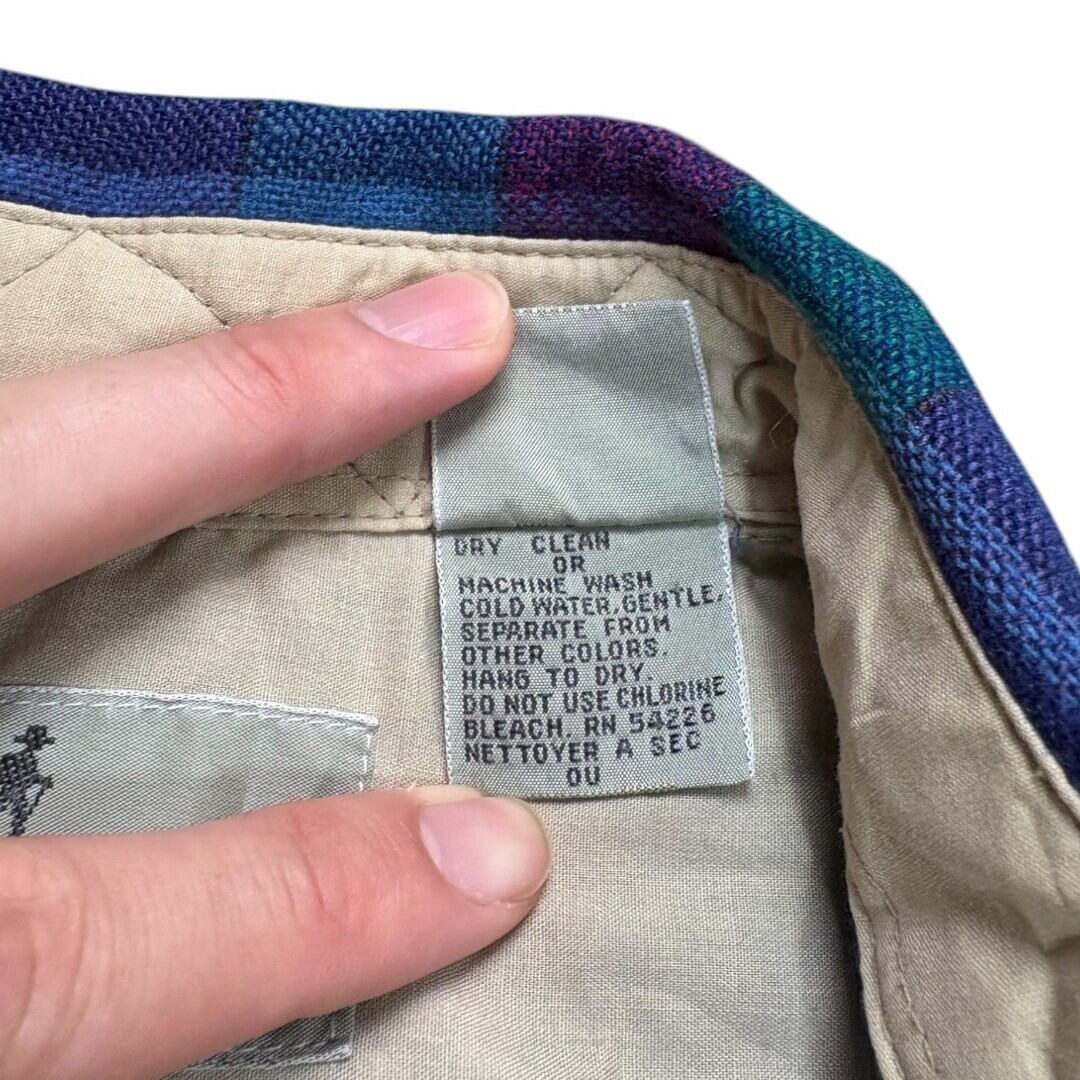 DRY CLEAN
OR
MACHINE WASH
COLD WATER, GENTLE,
SEPARATE FROM
OTHER COLORS.
HANG TO DRY.
DO NOT USE CHLORINE
BLEACH. RN 54226
NETTOYER A SEC
OU